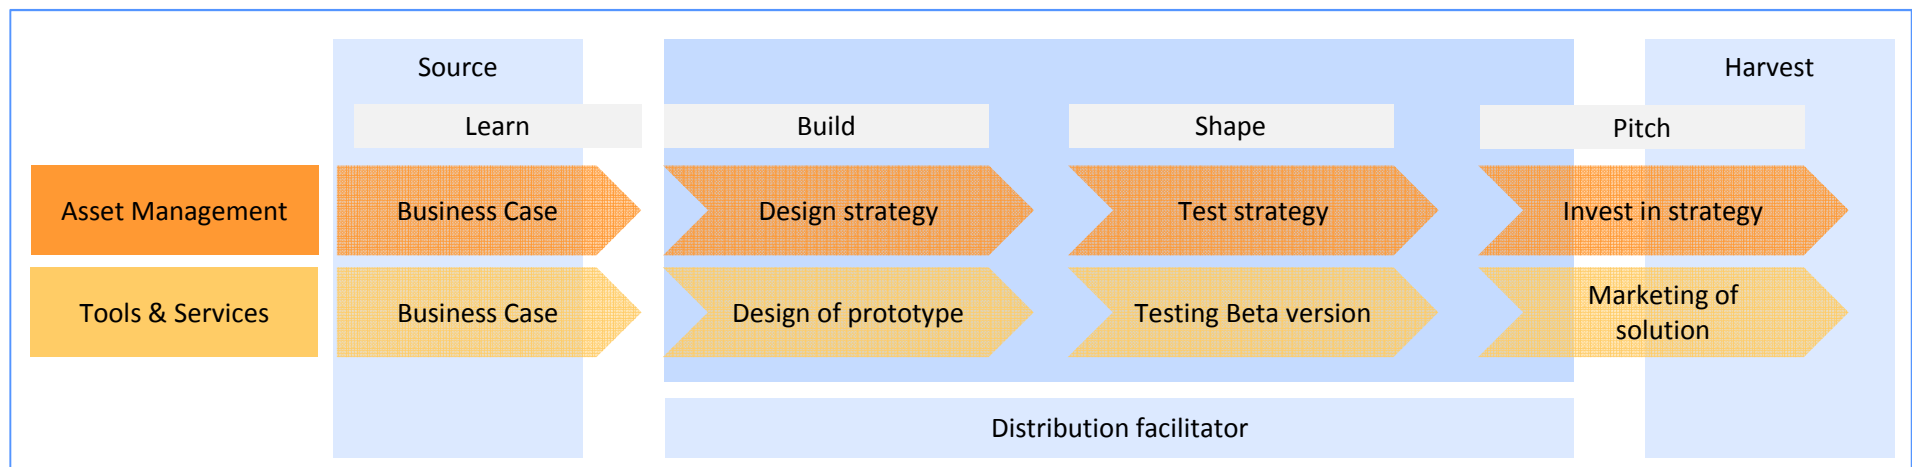 Source
Harvest
Learn
Build
Shape
Pitch
Asset Management
Business Case
Design strategy
Test strategy
Invest in strategy
Tools & Services
Business Case
Design of prototype
Testing Beta version
Marketing of
solution
Distribution facilitator